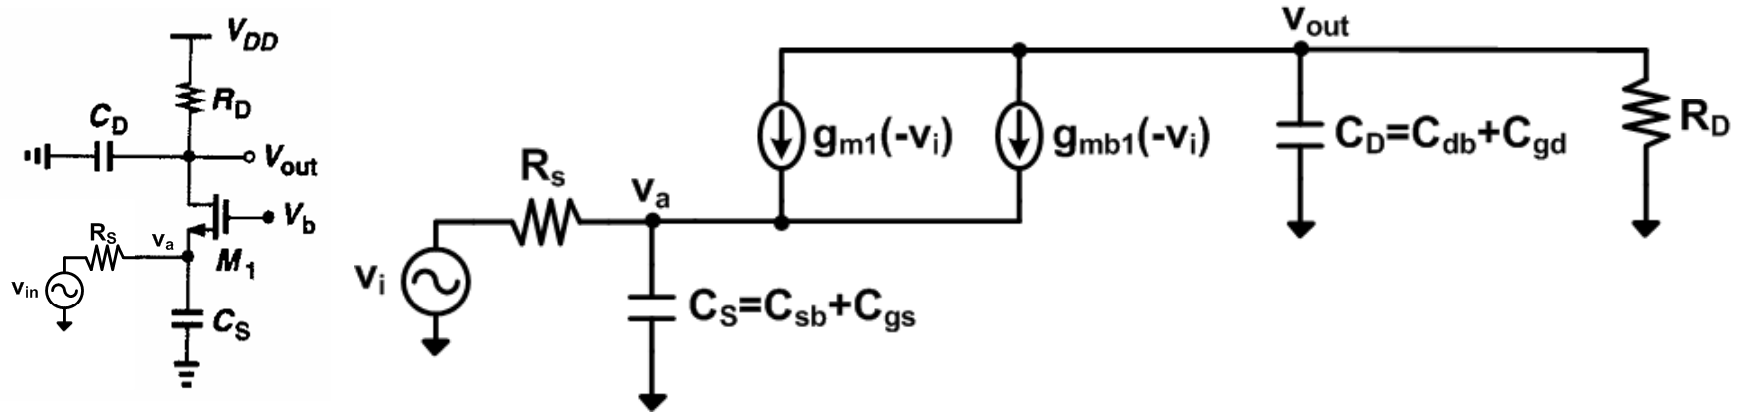 V_DD
R_D
C_D
V_out
V_b
R_S
v_a
M_1
v_in
C_S
v_out
g_m1(-v_i)
g_mb1(-v_i)
C_D=C_db+C_gd
R_D
R_s
v_a
v_i
C_S=C_sb+C_gs